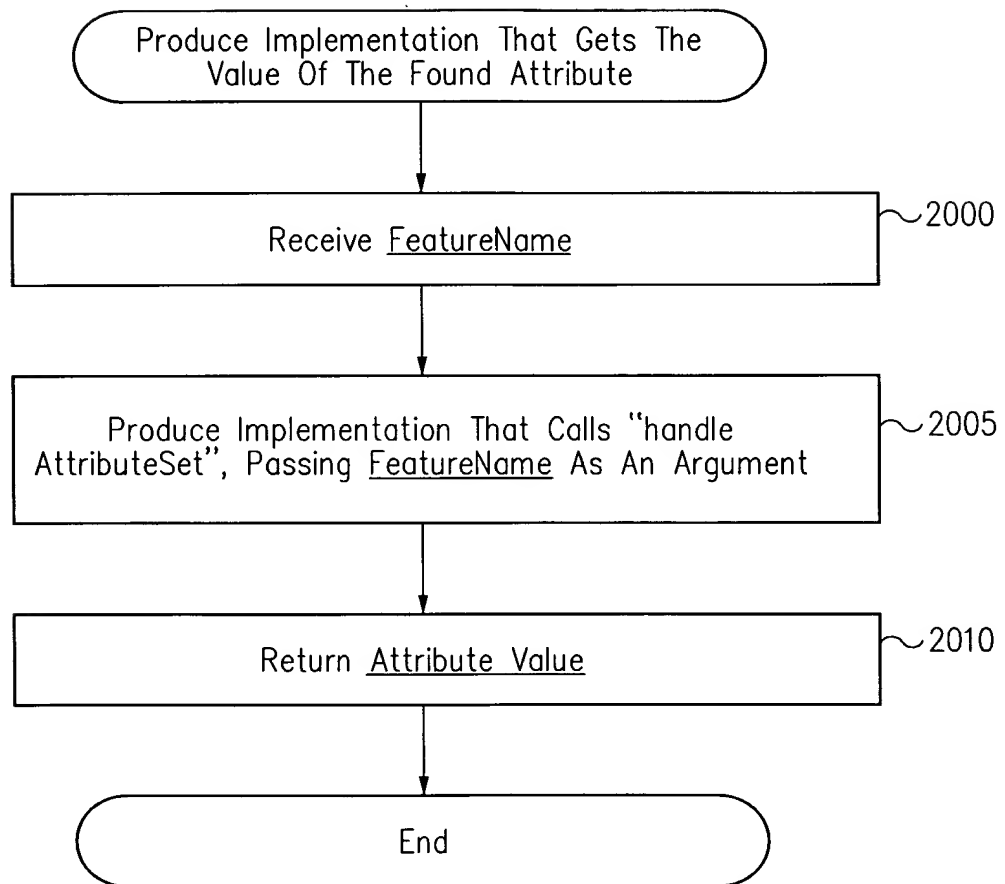 Produce Implementation That Gets The
Value Of The Found Attribute
Receive FeatureName
2000
Produce Implementation That Calls “handle
AttributeSet”, Passing FeatureName As An Argument
2005
Return Attribute Value
2010
End